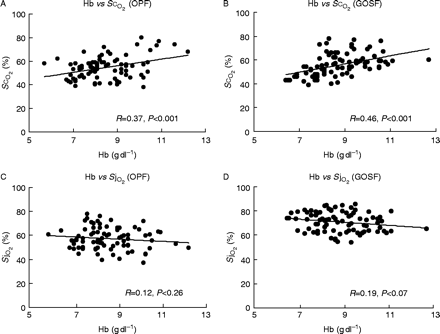 A
Hb vs ScO2 (OPF)
100
80
60
40
20
0
ScO2 (%)
R=0.37, P<0.001
5
7
9
11
13
Hb (g dl−1)
B
Hb vs ScO2 (GOSF)
100
80
60
40
20
0
ScO2 (%)
R=0.46, P<0.001
5
7
9
11
13
Hb (g dl−1)
C
Hb vs SjO2 (OPF)
100
80
60
40
20
0
SjO2 (%)
R=0.12, P<0.26
5
7
9
11
13
Hb (g dl−1)
D
Hb vs SjO2 (GOSF)
100
80
60
40
20
0
SjO2 (%)
R=0.19, P<0.07
5
7
9
11
13
Hb (g dl−1)